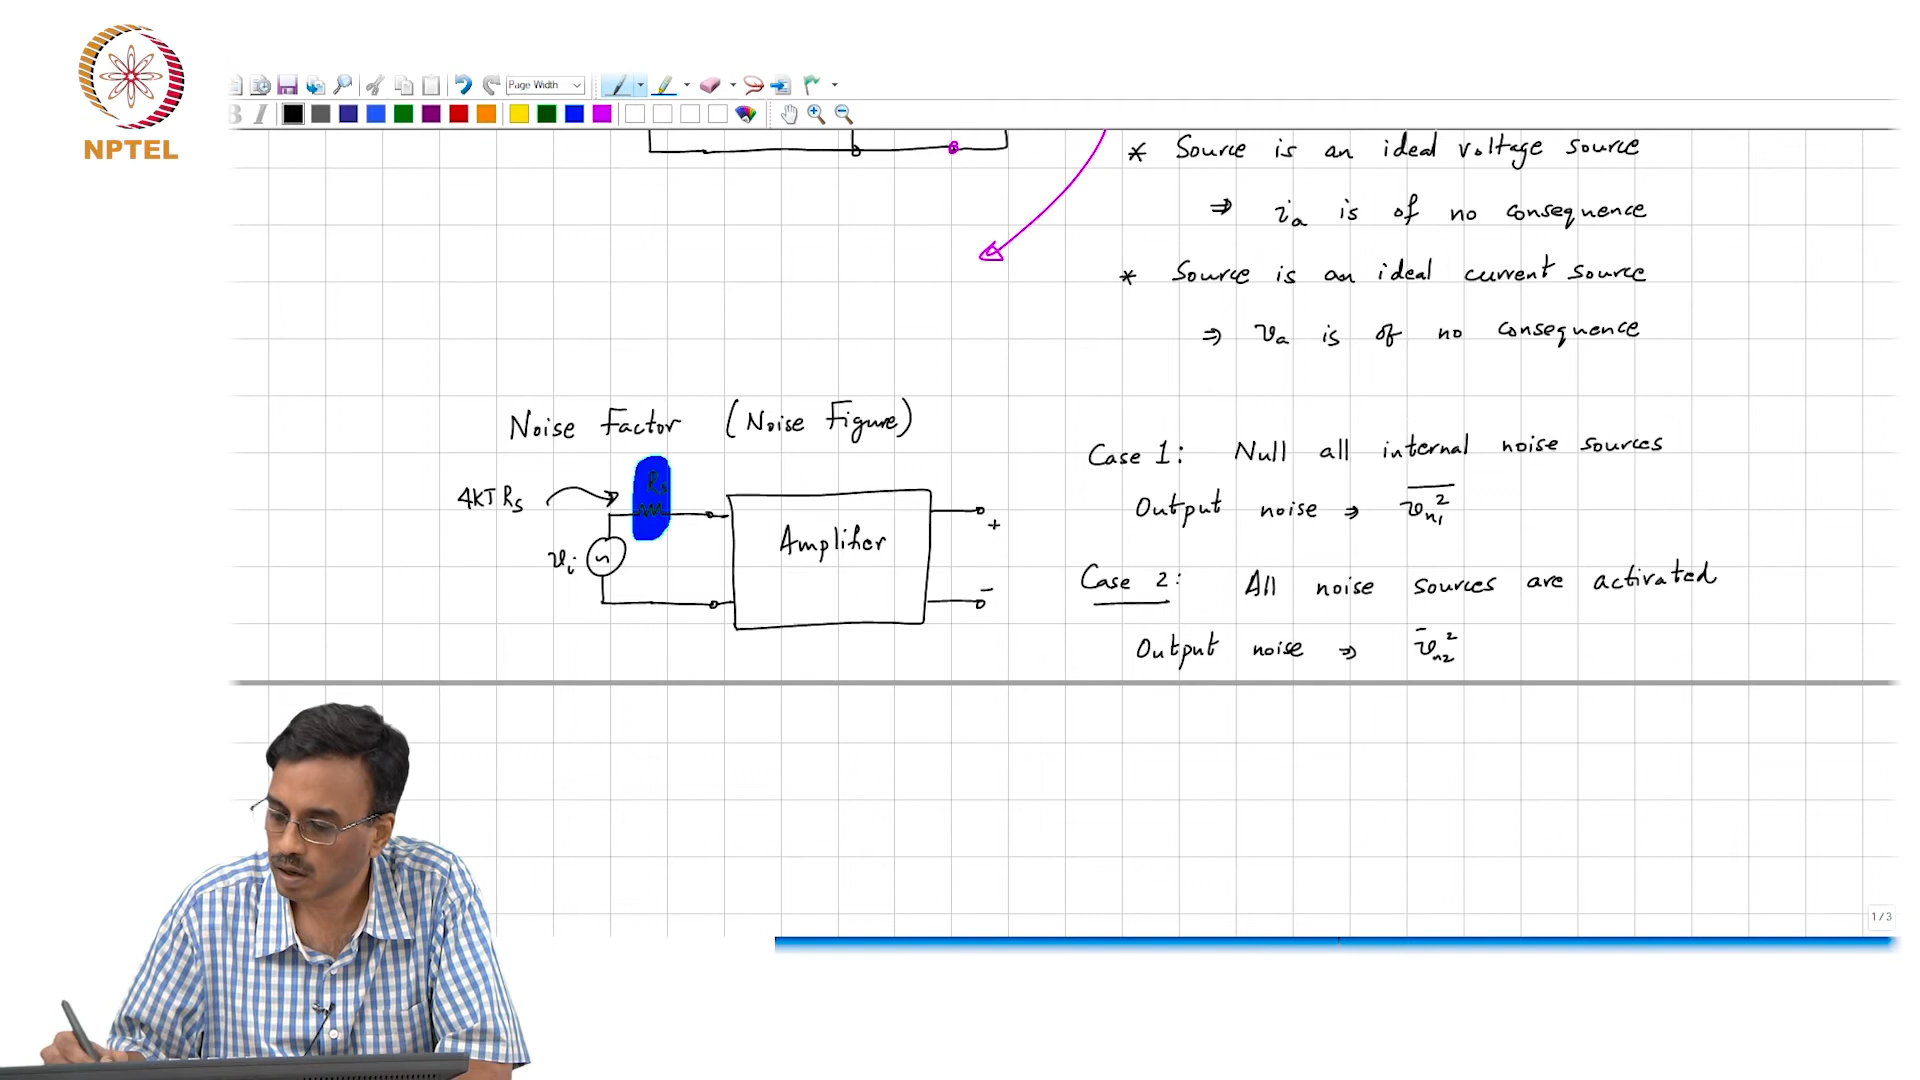 NPTEL
Page Width
B I
* Source is an ideal voltage source
⇒ ia is of no consequence
* Source is an ideal current source
⇒ va is of no consequence
Noise Factor (Noise Figure)
4kT Rs
Rs
vi
Amplifier
+
−
Case 1: Null all internal noise sources
Output noise ⇒ vn1²
Case 2: All noise sources are activated
Output noise ⇒ vn2²
1 / 3